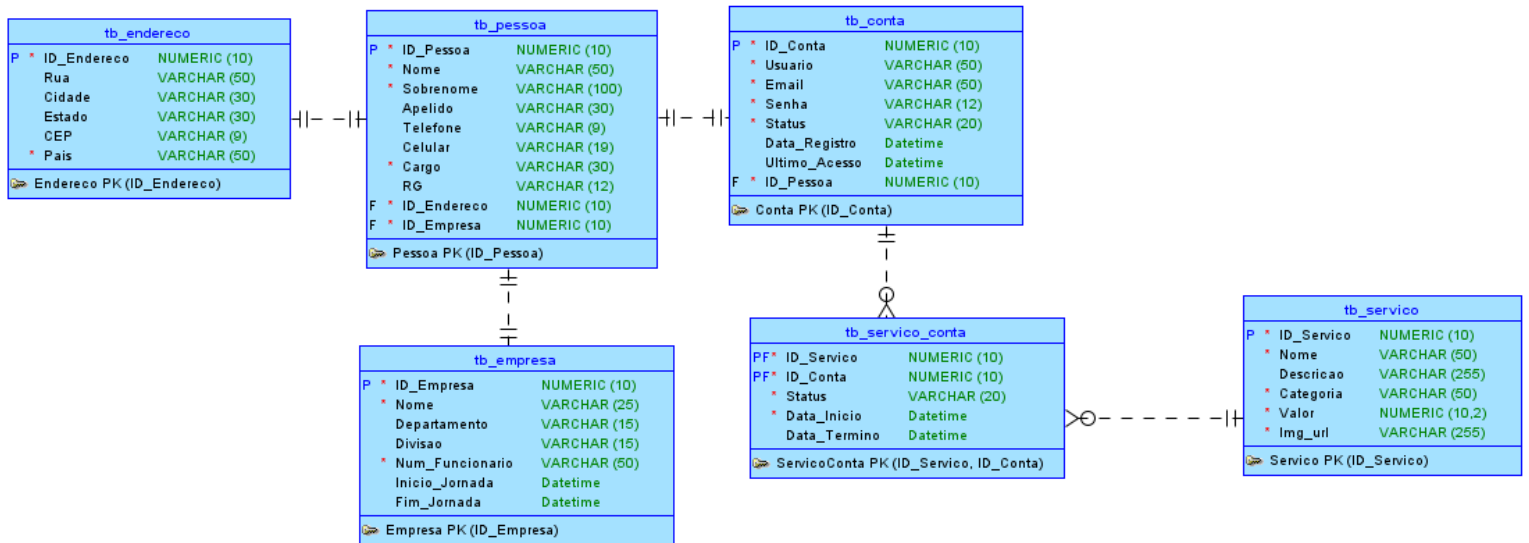 tb_endereco
P * ID_Endereco NUMERIC (10)
Rua VARCHAR (50)
Cidade VARCHAR (30)
Estado VARCHAR (30)
CEP VARCHAR (9)
* Pais VARCHAR (50)
Endereco PK (ID_Endereco)
tb_pessoa
P * ID_Pessoa NUMERIC (10)
* Nome VARCHAR (50)
* Sobrenome VARCHAR (100)
Apelido VARCHAR (30)
Telefone VARCHAR (9)
Celular VARCHAR (19)
* Cargo VARCHAR (30)
RG VARCHAR (12)
F * ID_Endereco NUMERIC (10)
F * ID_Empresa NUMERIC (10)
Pessoa PK (ID_Pessoa)
tb_conta
P * ID_Conta NUMERIC (10)
* Usuario VARCHAR (50)
* Email VARCHAR (50)
* Senha VARCHAR (12)
* Status VARCHAR (20)
Data_Registro Datetime
Ultimo_Acesso Datetime
F * ID_Pessoa NUMERIC (10)
Conta PK (ID_Conta)
tb_empresa
P * ID_Empresa NUMERIC (10)
* Nome VARCHAR (25)
Departamento VARCHAR (15)
Divisao VARCHAR (15)
* Num_Funcionario VARCHAR (50)
Inicio_Jornada Datetime
Fim_Jornada Datetime
Empresa PK (ID_Empresa)
tb_servico_conta
PF* ID_Servico NUMERIC (10)
PF* ID_Conta NUMERIC (10)
* Status VARCHAR (20)
* Data_Inicio Datetime
Data_Termino Datetime
ServicoConta PK (ID_Servico, ID_Conta)
tb_servico
P * ID_Servico NUMERIC (10)
* Nome VARCHAR (50)
Descricao VARCHAR (255)
* Categoria VARCHAR (50)
* Valor NUMERIC (10,2)
* Img_url VARCHAR (255)
Servico PK (ID_Servico)